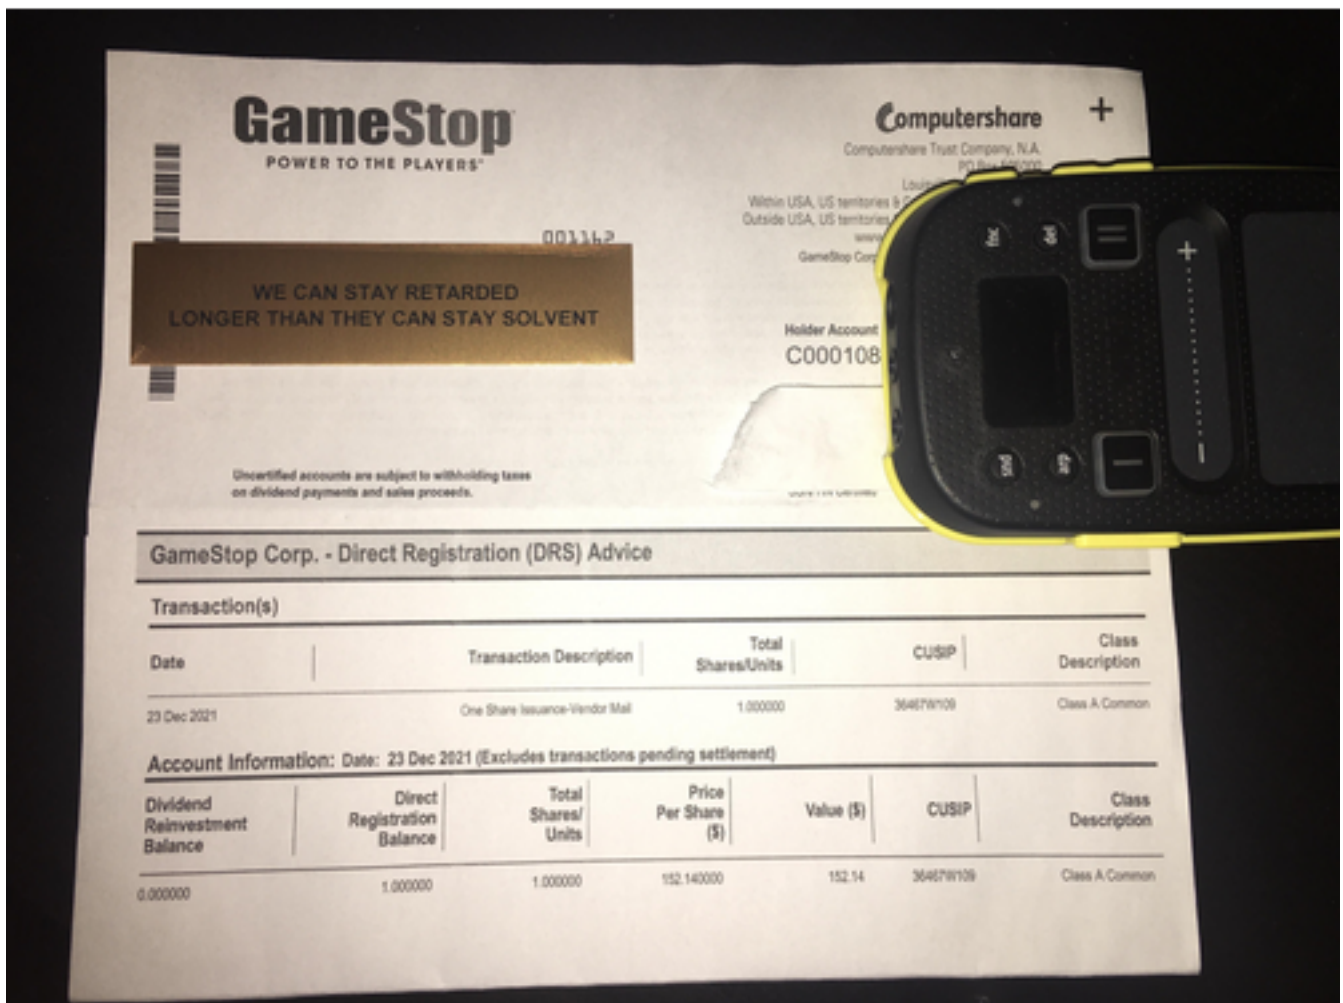 GameStop
POWER TO THE PLAYERS
Computershare
+
Computershare Trust Company, N.A.
PO Box
Within USA, US territories &
Outside USA, US territories
001162
WE CAN STAY RETARDED
LONGER THAN THEY CAN STAY SOLVENT
Holder Account
C000108
Uncertified accounts are subject to withholding taxes
on dividend payments and sales proceeds.
fnc
del
snd
+
GameStop Corp. - Direct Registration (DRS) Advice
Transaction(s)
Date
Transaction Description
Total
Shares/Units
CUSIP
Class
Description
23 Dec 2021
One Share Issuance-Vendor Mail
1.000000
36467W109
Class A Common
Account Information: Date: 23 Dec 2021 (Excludes transactions pending settlement)
Dividend
Reinvestment
Balance
Direct
Registration
Balance
Total
Shares/
Units
Price
Per Share
($)
Value ($)
CUSIP
Class
Description
0.000000
1.000000
1.000000
152.140000
152.14
36467W109
Class A Common